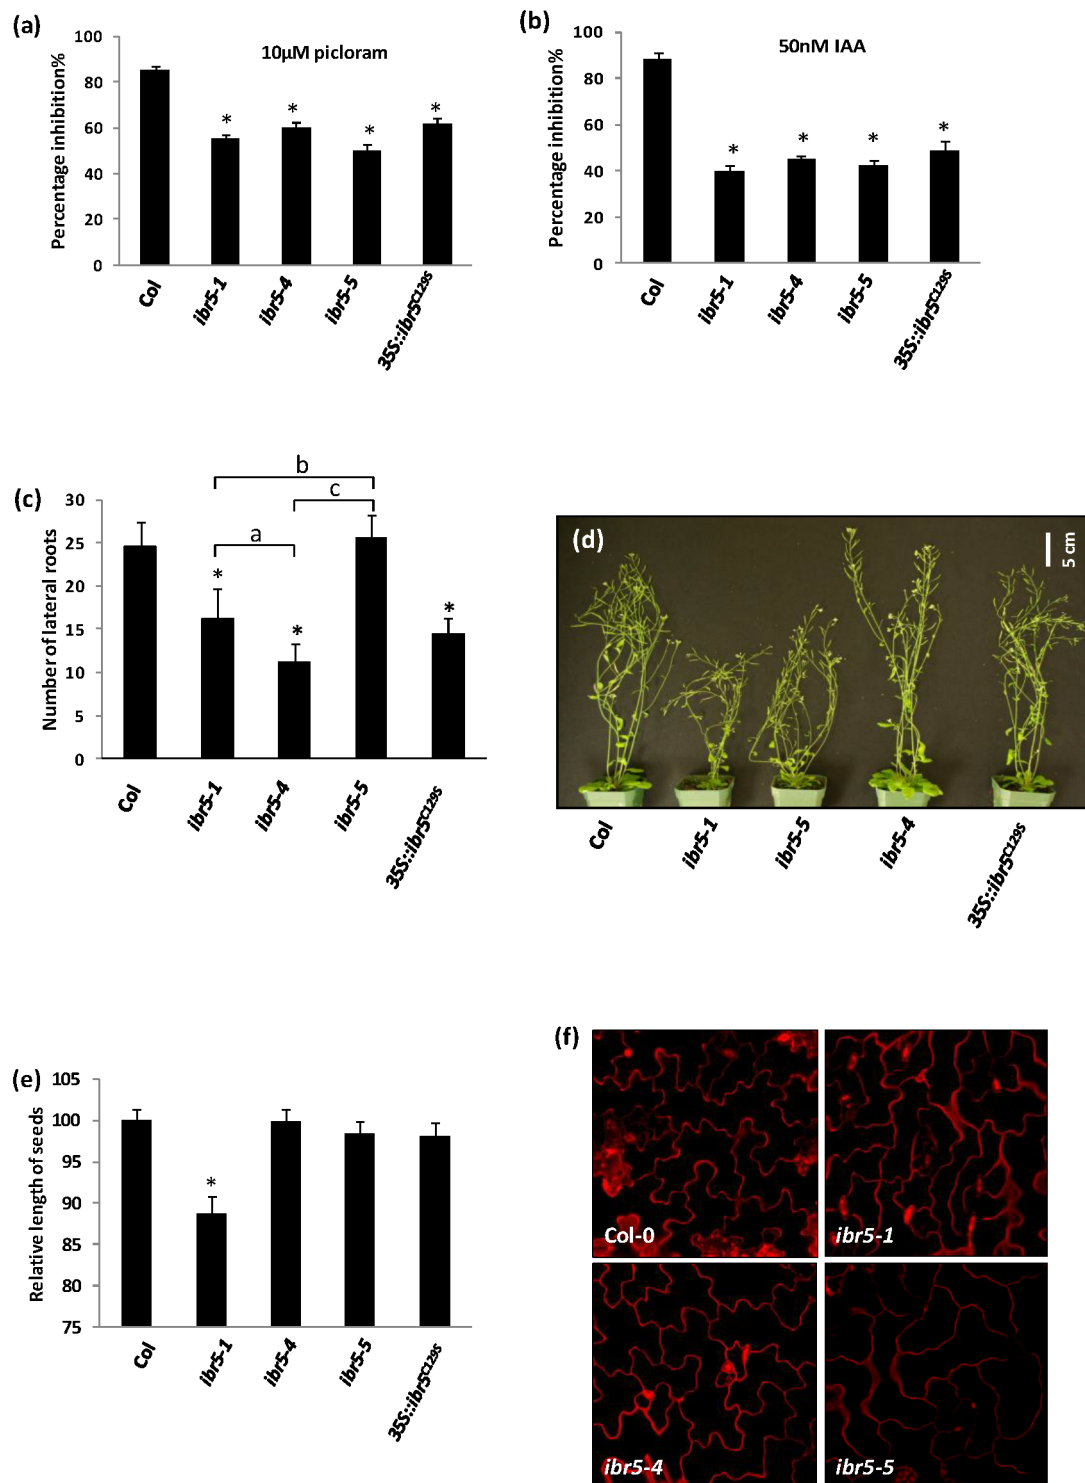 (a)
10µM picloram
Percentage inhibition%
100
80
60
40
20
0
*
*
*
*
Col
ibr5-1
ibr5-4
ibr5-5
35S::ibr5C129S
(b)
50nM IAA
Percentage inhibition%
100
80
60
40
20
0
*
*
*
*
Col
ibr5-1
ibr5-4
ibr5-5
35S::ibr5C129S
(c)
Number of lateral roots
30
25
20
15
10
5
0
b
c
a
*
*
*
Col
ibr5-1
ibr5-4
ibr5-5
35S::ibr5C129S
(d)
5 cm
Col
ibr5-1
ibr5-5
ibr5-4
35S::ibr5C129S
(e)
Relative length of seeds
105
100
95
90
85
80
75
*
Col
ibr5-1
ibr5-4
ibr5-5
35S::ibr5C129S
(f)
Col-0
ibr5-1
ibr5-4
ibr5-5